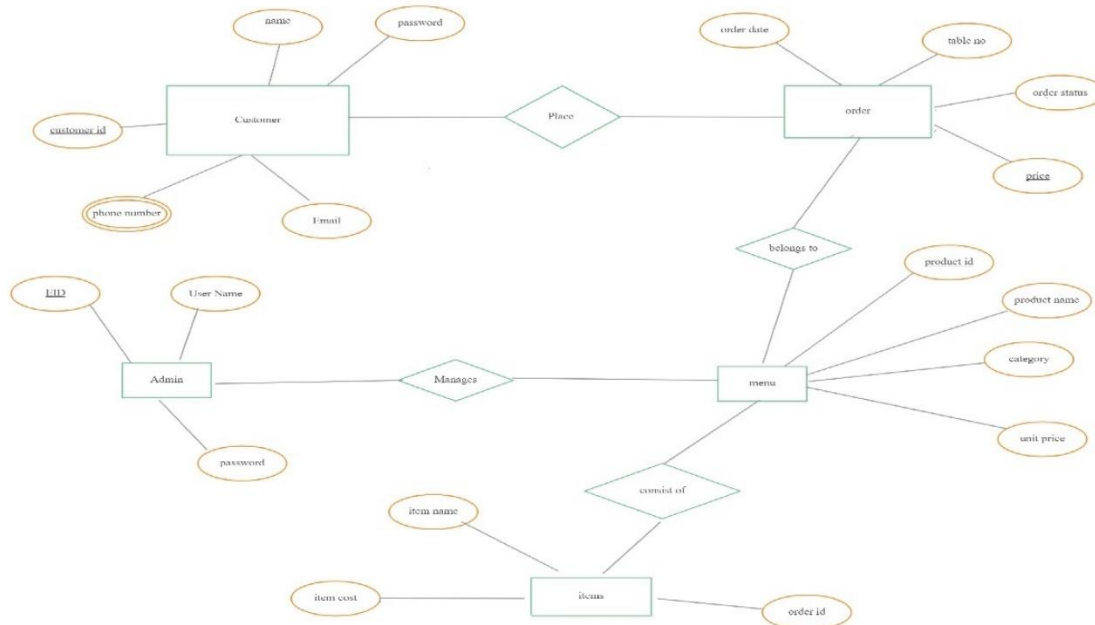 name
password
order date
table no
order status
Customer
Place
order
customer id
price
phone number
Email
belongs to
product id
EID
User Name
product name
category
Admin
Manages
menu
unit price
password
consist of
item name
item cost
items
order id